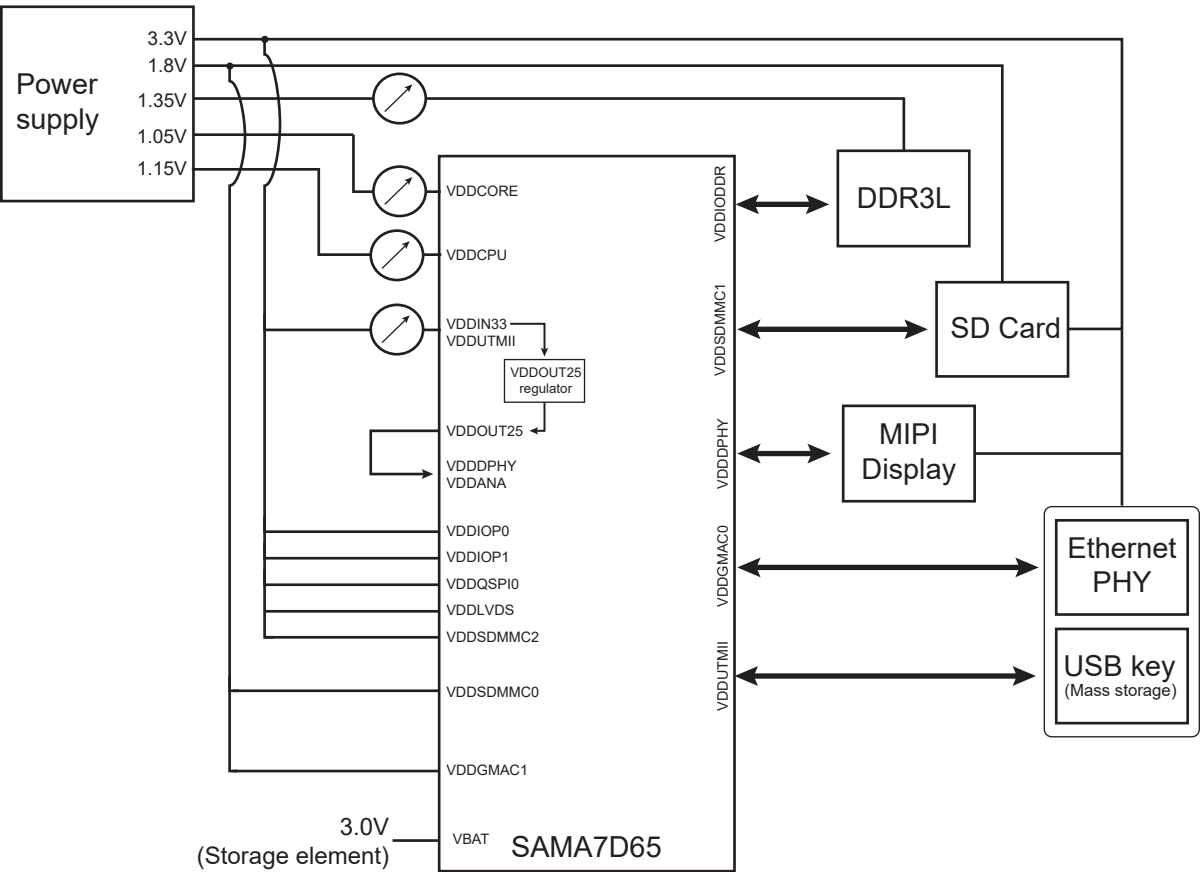 Power
supply
3.3V
1.8V
1.35V
1.05V
1.15V
VDDCORE
VDDCPU
VDDIN33
VDDUTMII
VDDOUT25
regulator
VDDOUT25
VDDDPHY
VDDANA
VDDIOP0
VDDIOP1
VDDQSPI0
VDDLVDS
VDDSDMMC2
VDDSDMMC0
VDDGMAC1
3.0V
(Storage element)
VBAT
SAMA7D65
VDDIODDR
VDDSDMMC1
VDDDPHY
VDDGMAC0
VDDUTMII
DDR3L
SD Card
MIPI
Display
Ethernet
PHY
USB key
(Mass storage)